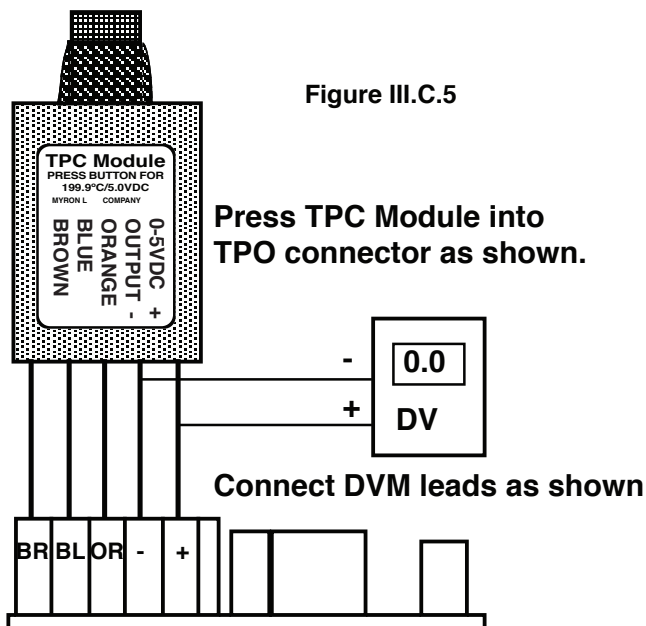 Figure III.C.5
TPC Module
PRESS BUTTON FOR
199.9°C/5.0VDC
MYRON L COMPANY
0-5VDC +
OUTPUT -
ORANGE
BLUE
BROWN
Press TPC Module into
TPO connector as shown.
- 0.0
+ DV
Connect DVM leads as shown
BR BL OR - +